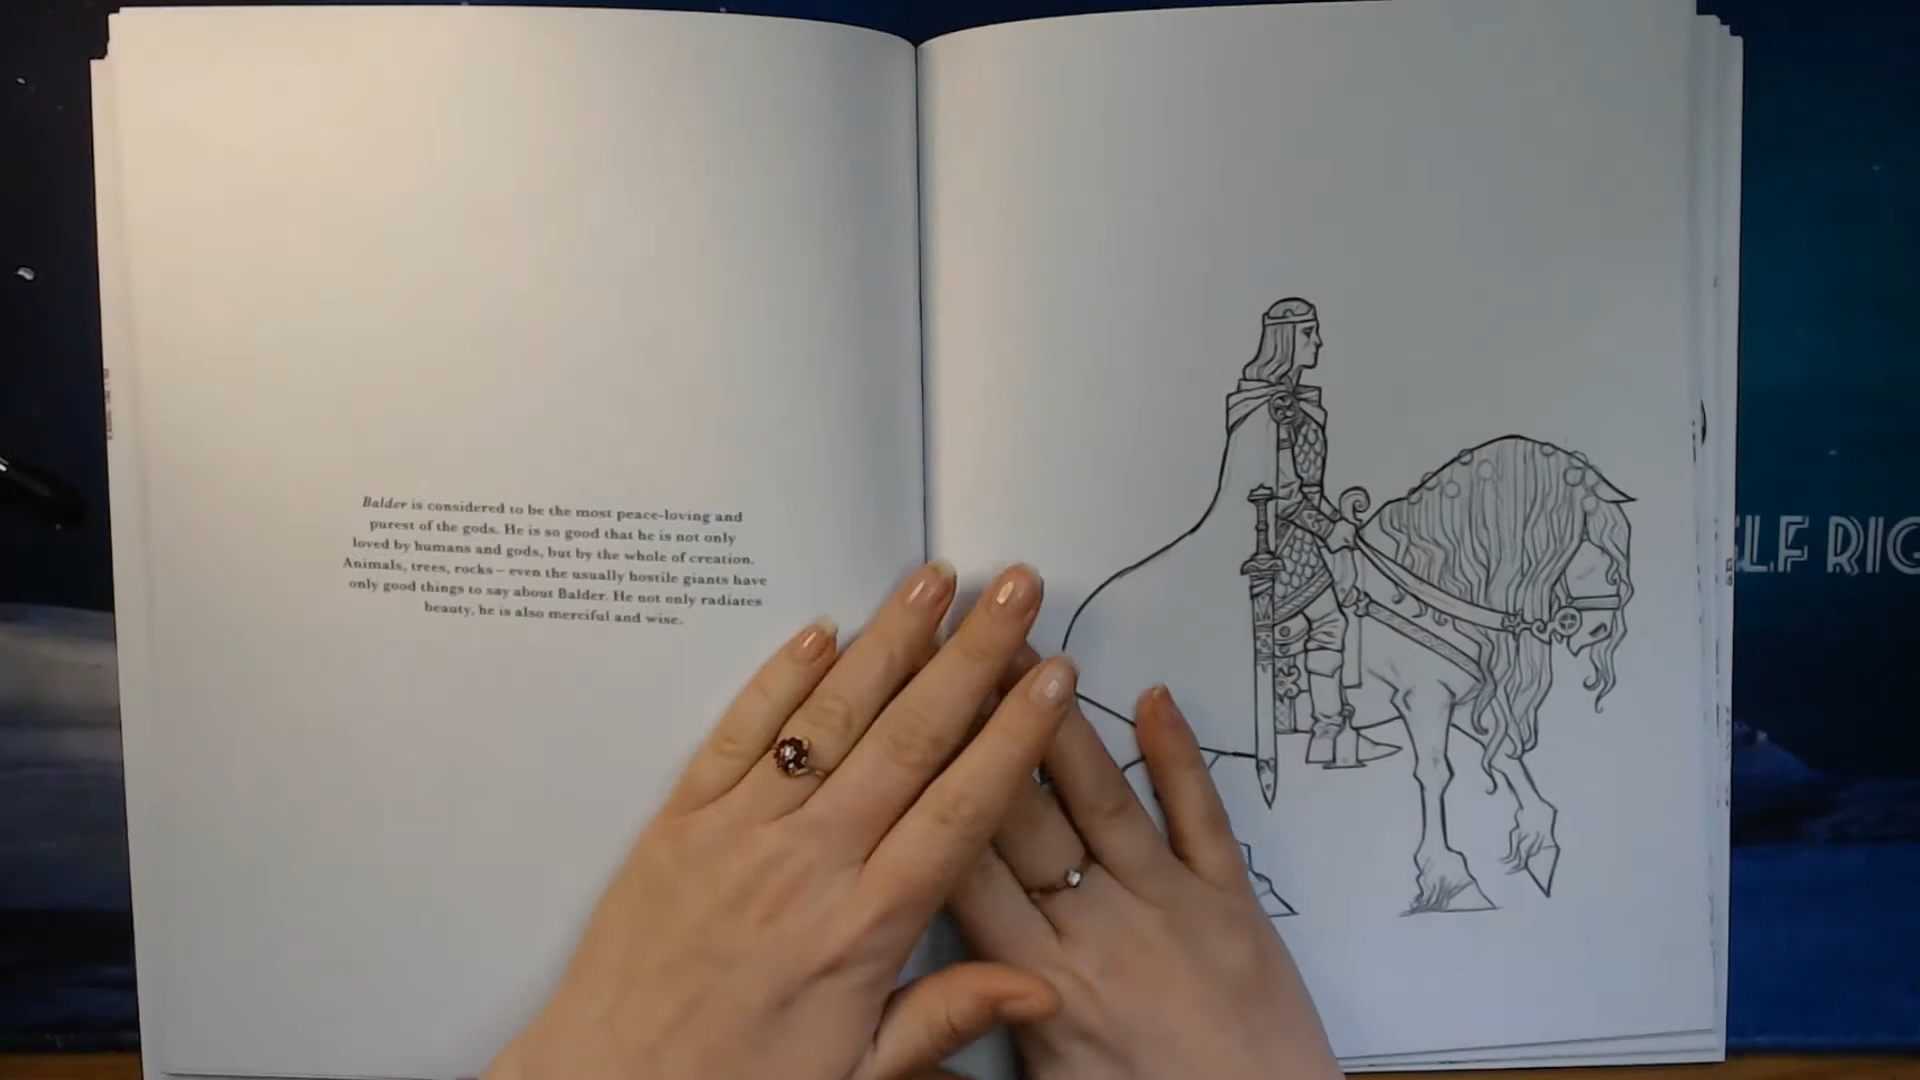 Balder is considered to be the most peace-loving and
purest of the gods. He is so good that he is not only
loved by humans and gods, but by the whole of creation.
Animals, trees, rocks – even the usually hostile giants have
only good things to say about Balder. He not only radiates
beauty, he is also merciful and wise.
ELF RIG